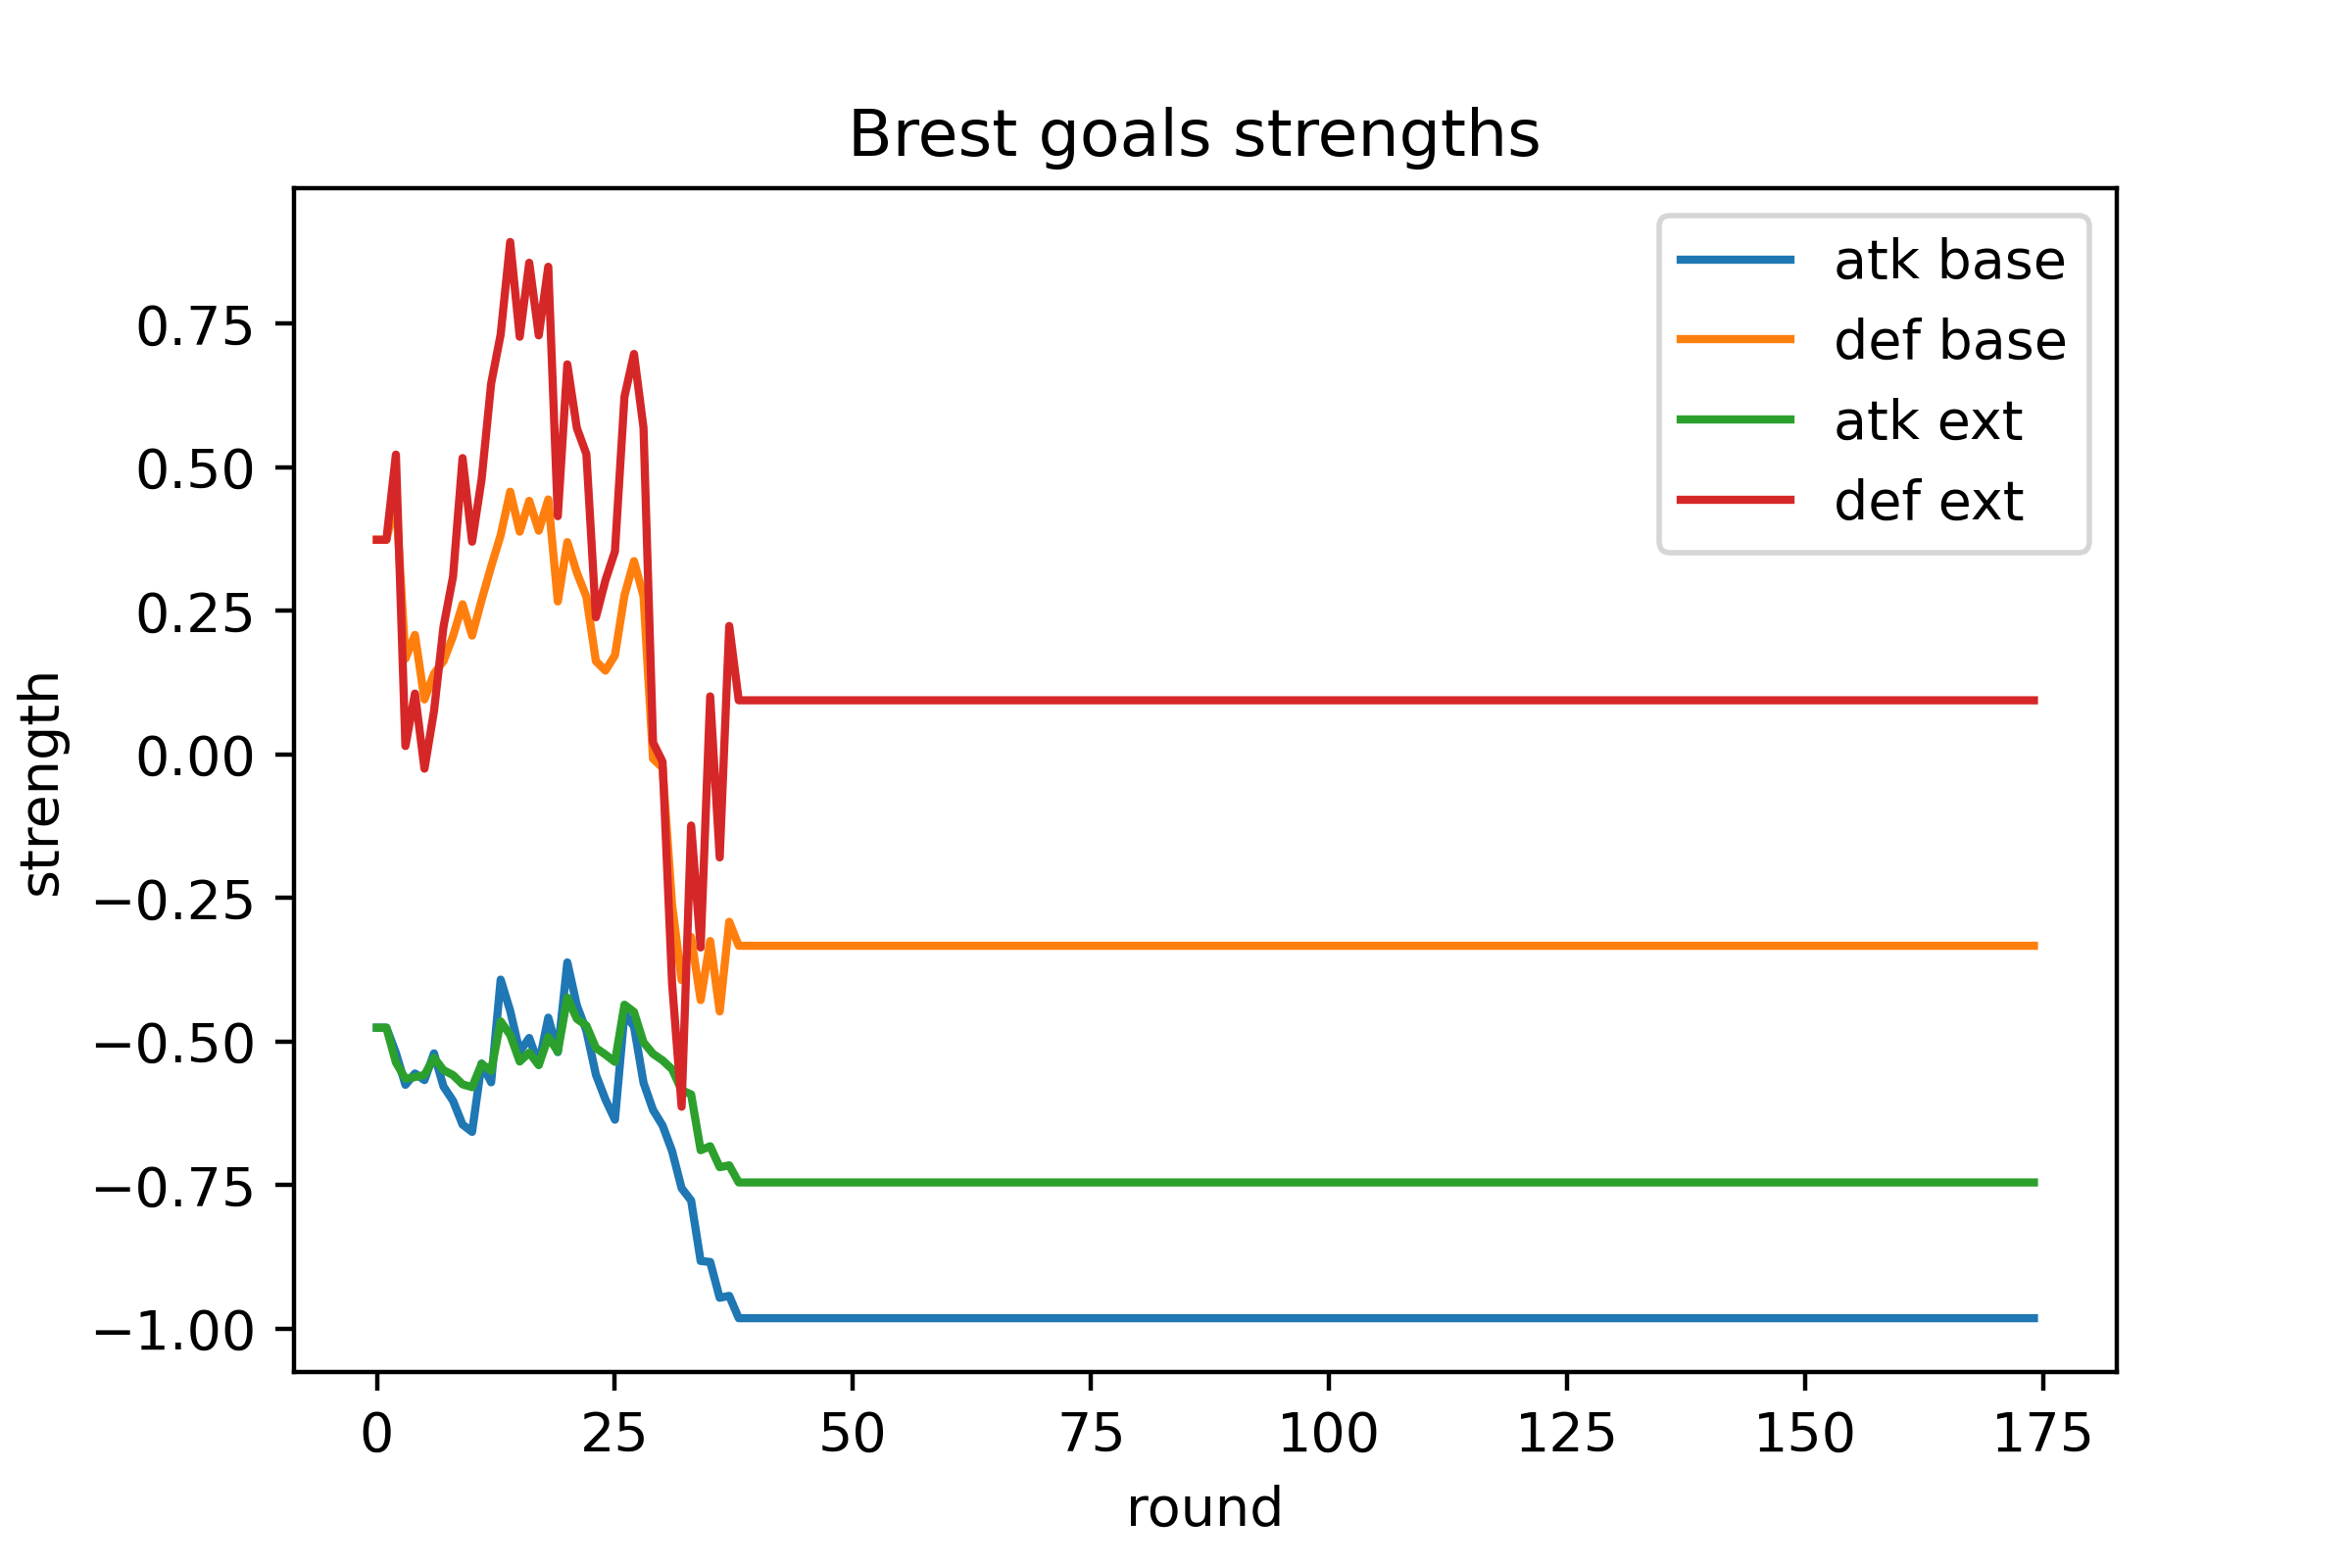 Brest goals strengths
atk base
def base
atk ext
def ext
0.75
0.50
0.25
0.00
−0.25
−0.50
−0.75
−1.00
strength
0 25 50 75 100 125 150 175
round